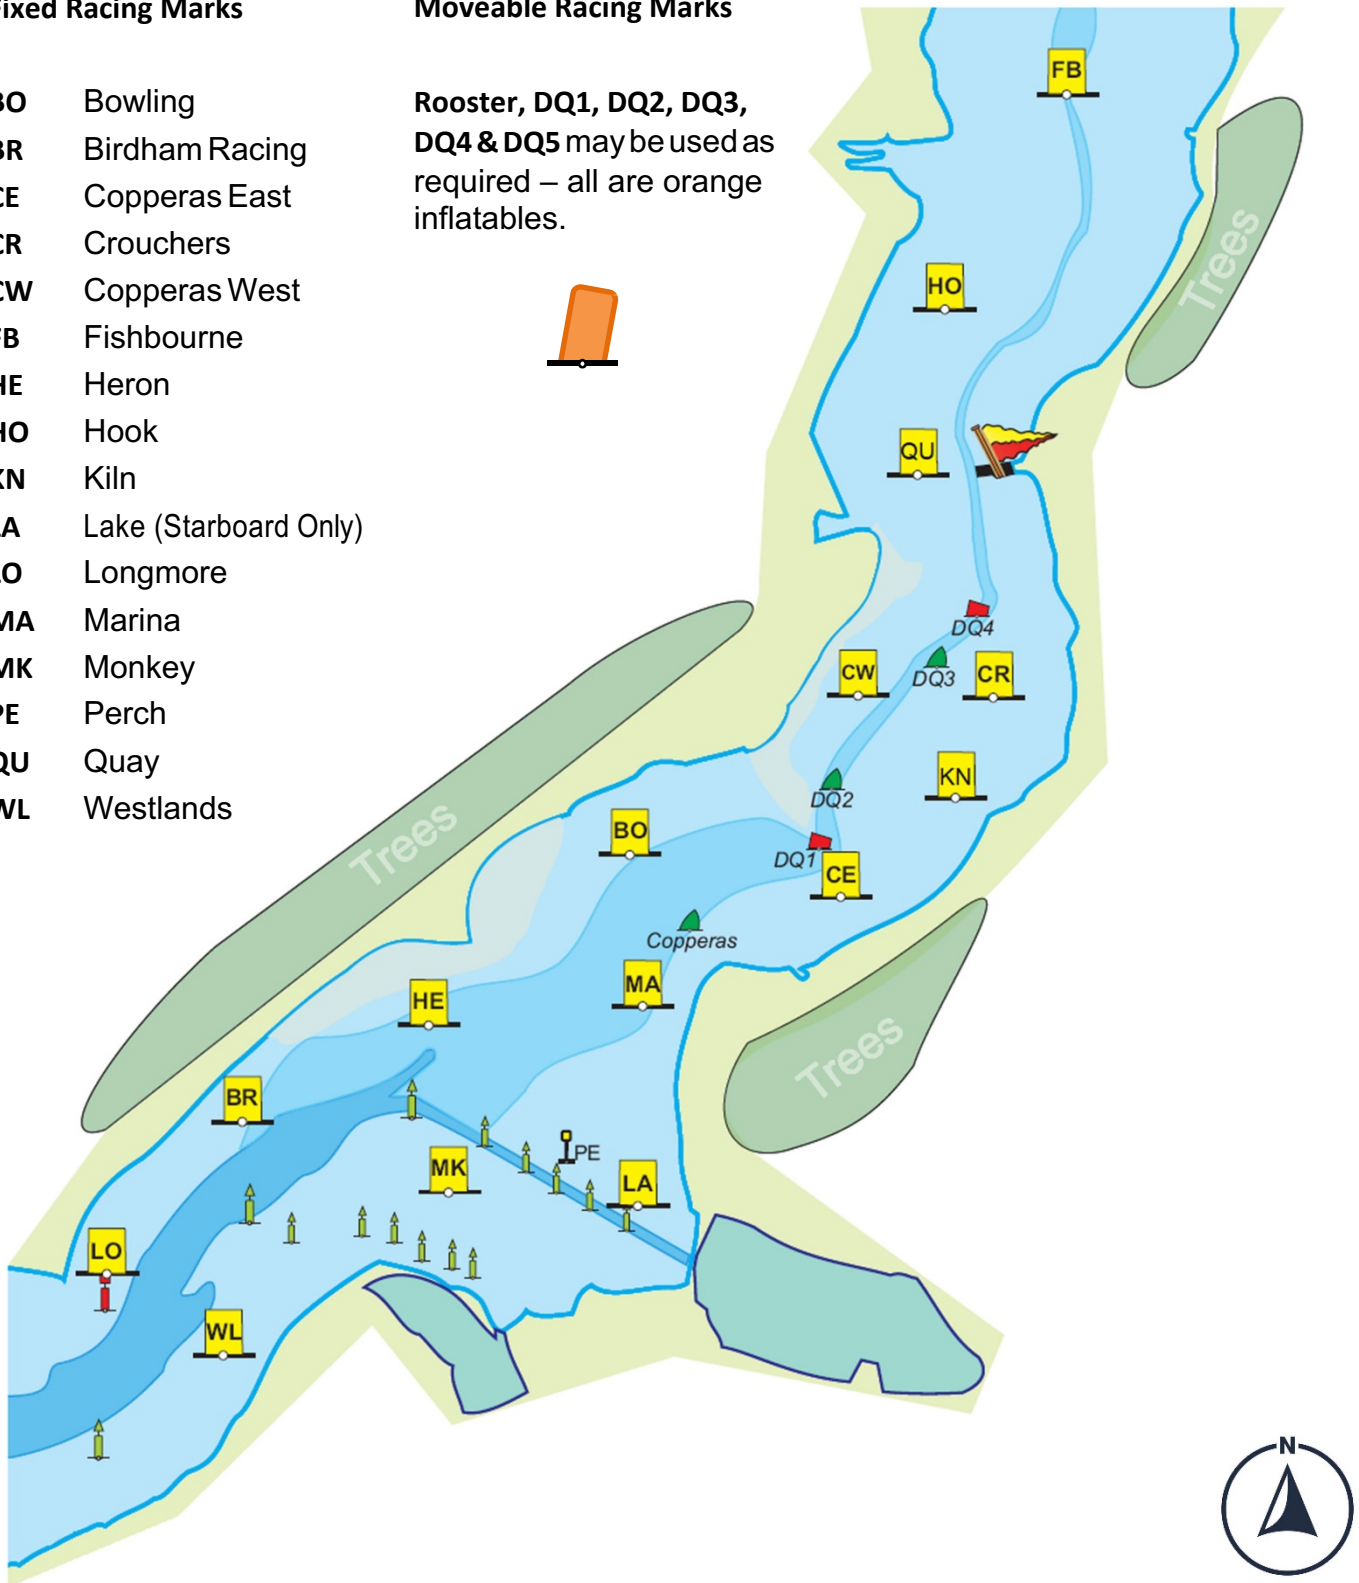 Fixed Racing Marks
Moveable Racing Marks
BO Bowling
BR Birdham Racing
CE Copperas East
CR Crouchers
CW Copperas West
FB Fishbourne
HE Heron
HO Hook
KN Kiln
LA Lake (Starboard Only)
LO Longmore
MA Marina
MK Monkey
PE Perch
QU Quay
WL Westlands
Rooster, DQ1, DQ2, DQ3,
DQ4 & DQ5 may be used as
required – all are orange
inflatables.
FB
Trees
HO
QU
DQ4
CW
DQ3
CR
KN
DQ2
Trees
BO
DQ1
CE
Copperas
MA
HE
Trees
BR
PE
MK
LA
LO
WL
N